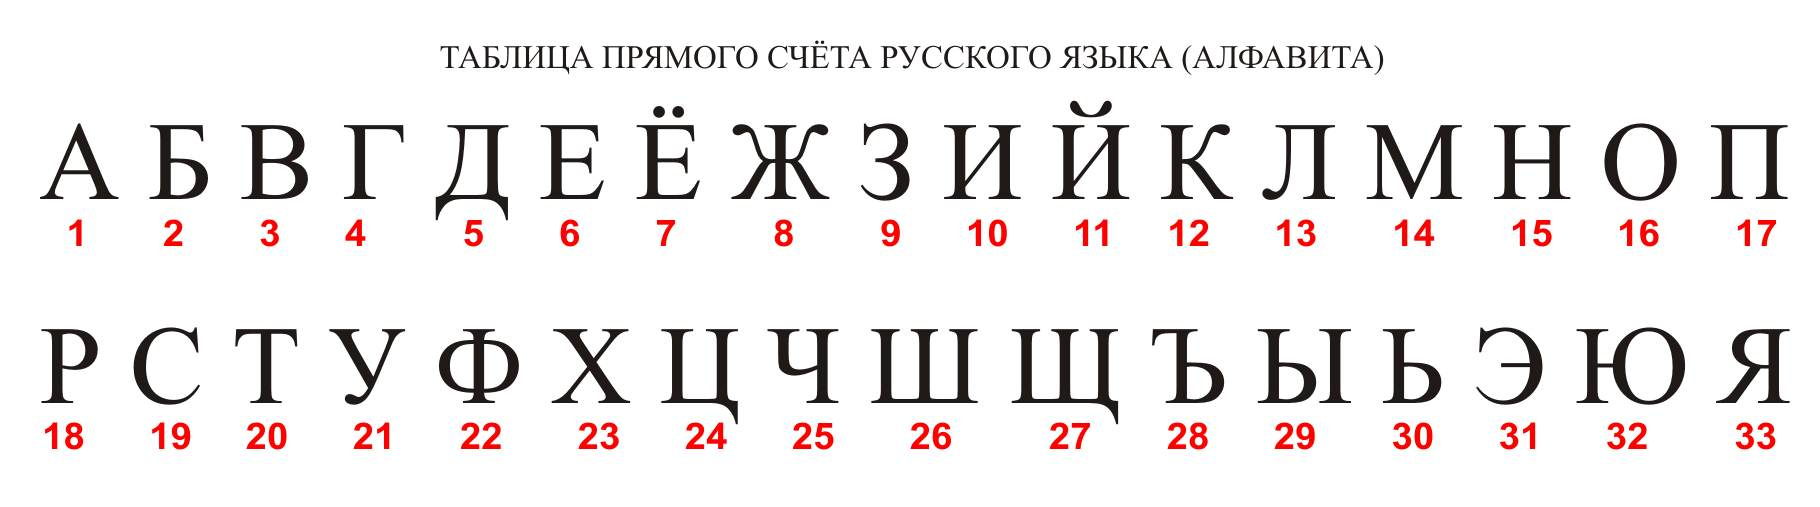 ТАБЛИЦА ПРЯМОГО СЧЁТА РУССКОГО ЯЗЫКА (АЛФАВИТА)
А Б В Г Д Е Ё Ж З И Й К Л М Н О П
1 2 3 4 5 6 7 8 9 10 11 12 13 14 15 16 17
Р С Т У Ф Х Ц Ч Ш Щ Ъ Ы Ь Э Ю Я
18 19 20 21 22 23 24 25 26 27 28 29 30 31 32 33